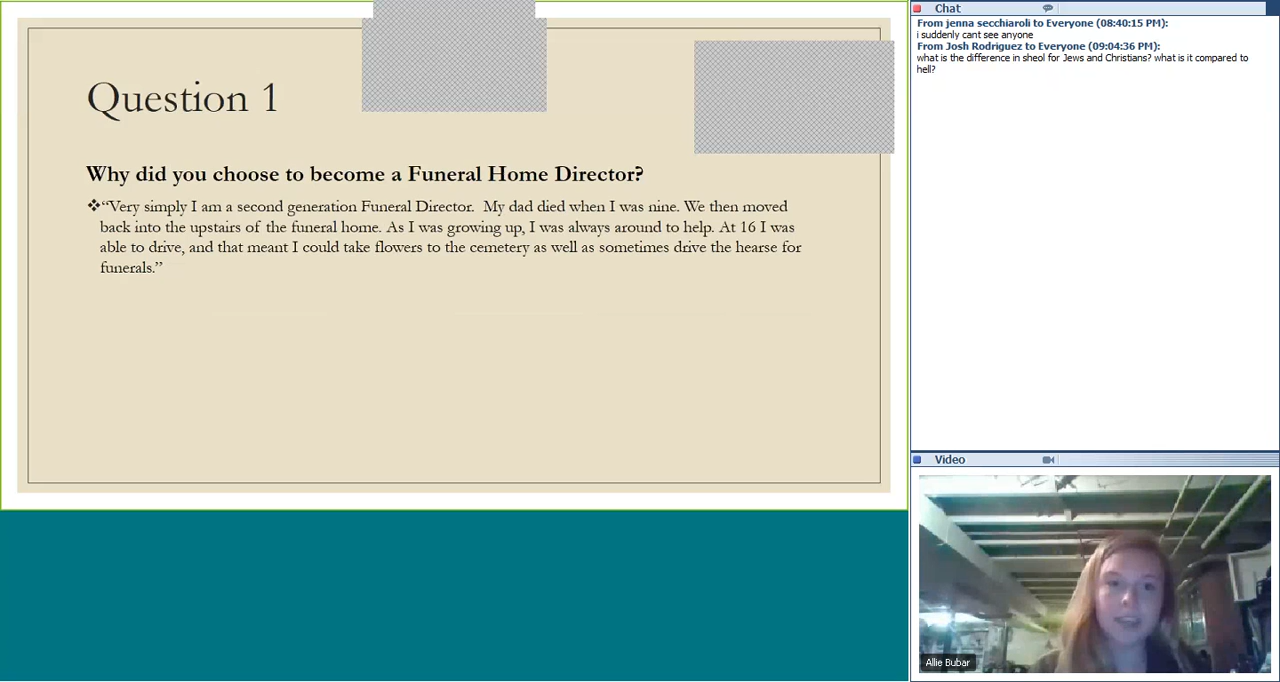 Question 1
Why did you choose to become a Funeral Home Director?
❖“Very simply I am a second generation Funeral Director.  My dad died when I was nine. We then moved
back into the upstairs of the funeral home. As I was growing up, I was always around to help. At 16 I was
able to drive, and that meant I could take flowers to the cemetery as well as sometimes drive the hearse for
funerals.”
Chat
From jenna secchiaroli to Everyone (08:40:15 PM):
i suddenly cant see anyone
From Josh Rodriguez to Everyone (09:04:36 PM):
what is the difference in sheol for Jews and Christians? what is it compared to
hell?
Video
Allie Bubar